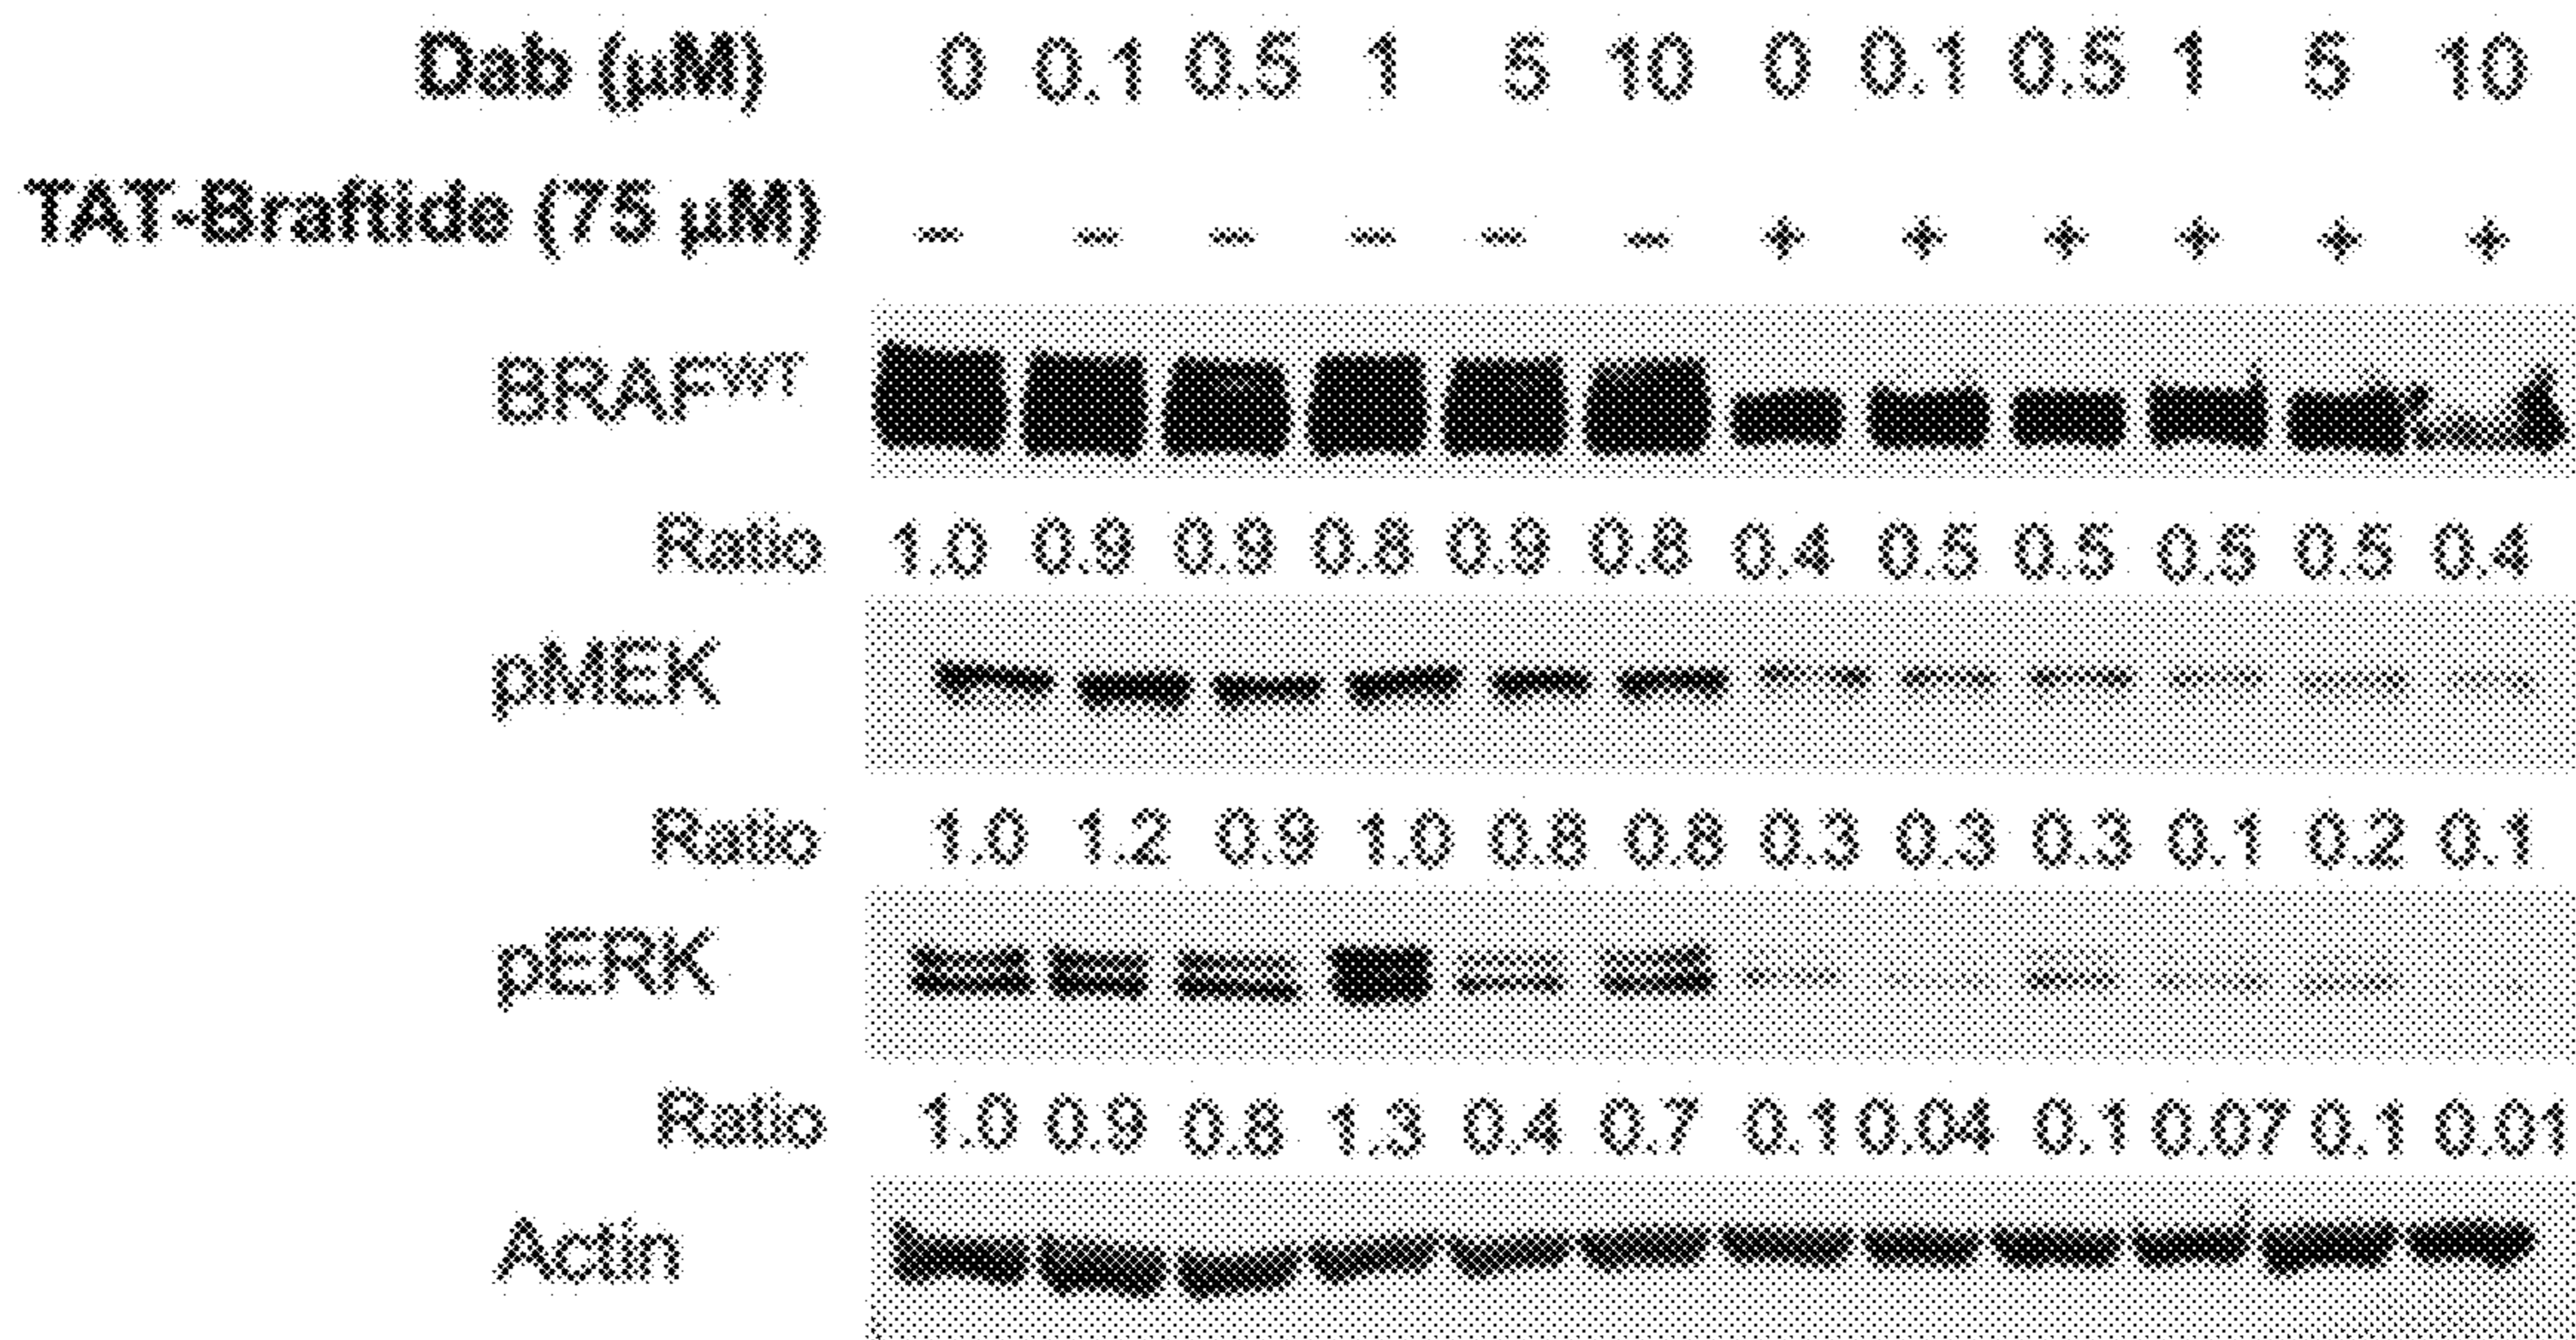 Dab (µM) 0 0.1 0.5 1 5 10 0 0.1 0.5 1 5 10
TAT-Braftide (75 µM) - - - - - - + + + + + +
BRAFWT
Ratio 1.0 0.9 0.9 0.8 0.9 0.8 0.4 0.5 0.5 0.5 0.5 0.4
pMEK
Ratio 1.0 1.2 0.9 1.0 0.8 0.8 0.3 0.3 0.3 0.1 0.2 0.1
pERK
Ratio 1.0 0.9 0.8 1.3 0.4 0.7 0.1 0.04 0.1 0.07 0.1 0.01
Actin